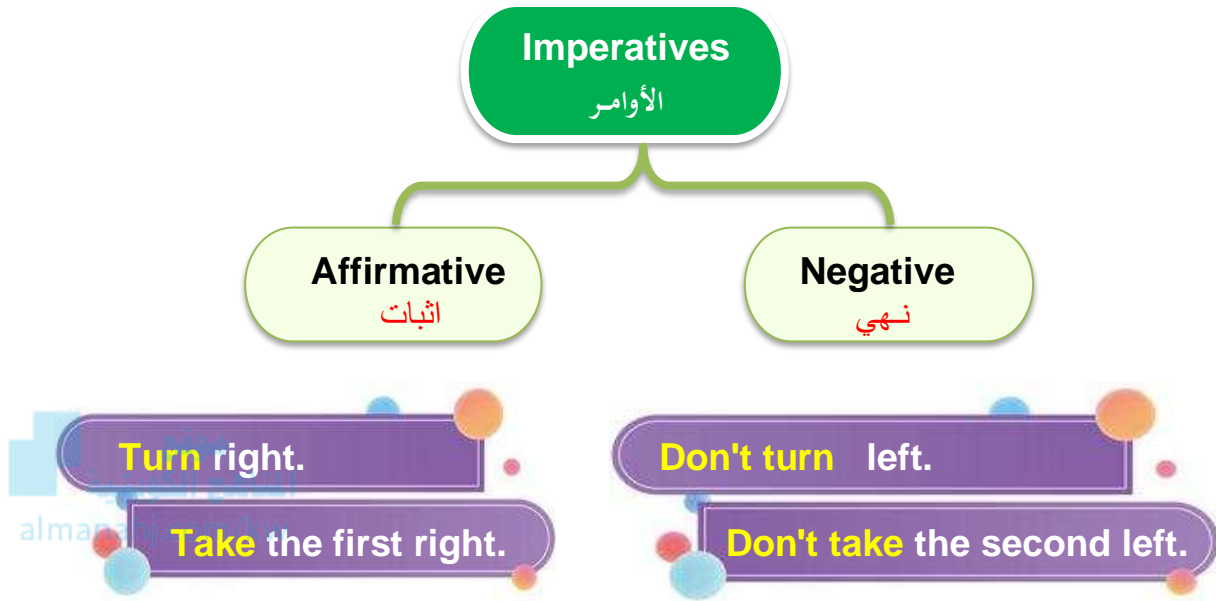 Imperatives
الأوامـر
Affirmative
اثبات
Negative
نـهي
Turn right.
Take the first right.
Don't turn left.
Don't take the second left.